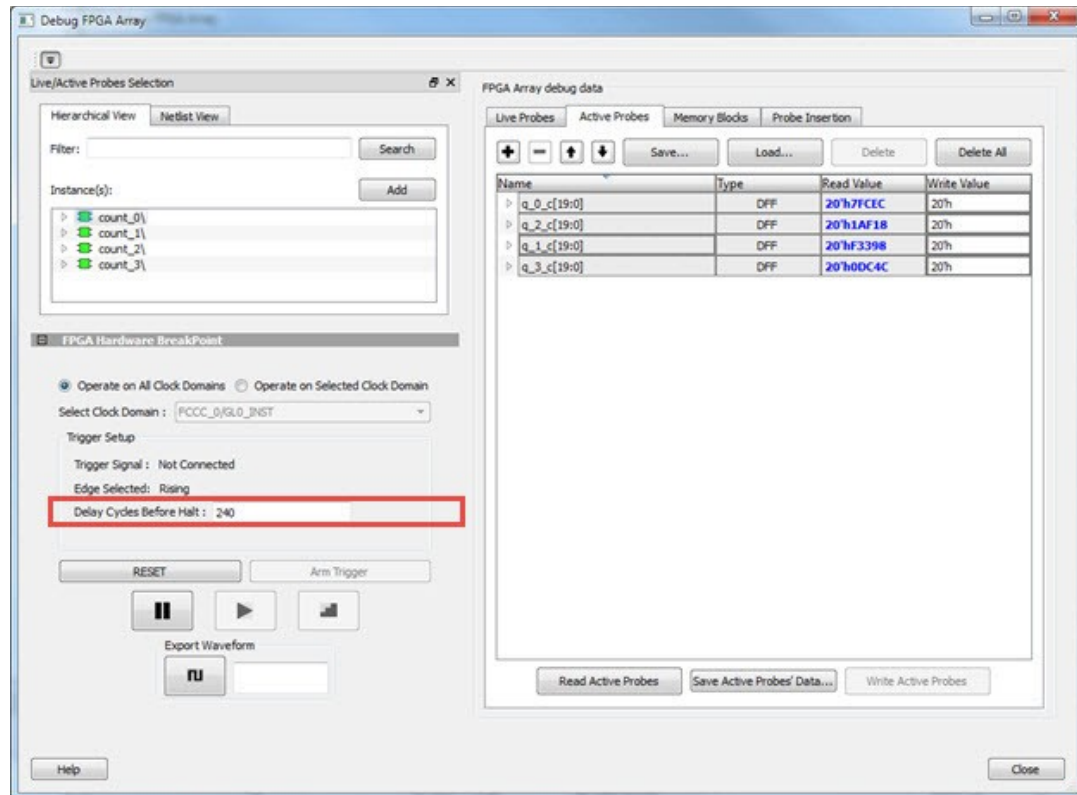 Debug FPGA Array
Live/Active Probes Selection
Hierarchical View Netlist View
Filter: Search
Instance(s): Add
count_0\
count_1\
count_2\
count_3\
FPGA Hardware BreakPoint
Operate on All Clock Domains Operate on Selected Clock Domain
Select Clock Domain : FCCC_0/GL0_INST
Trigger Setup
Trigger Signal : Not Connected
Edge Selected: Rising
Delay Cycles Before Halt : 240
RESET Arm Trigger
Export Waveform
FPGA Array debug data
Live Probes Active Probes Memory Blocks Probe Insertion
Save... Load... Delete Delete All
Name Type Read Value Write Value
q_0_c[19:0] DFF 20'h7FCEC 20'h
q_2_c[19:0] DFF 20'h1AF18 20'h
q_1_c[19:0] DFF 20'hF3398 20'h
q_3_c[19:0] DFF 20'h0DC4C 20'h
Read Active Probes Save Active Probes' Data... Write Active Probes
Help Close